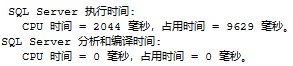 SQL Server 执行时间:
CPU 时间 = 2044 毫秒，占用时间 = 9629 毫秒。
SQL Server 分析和编译时间:
CPU 时间 = 0 毫秒，占用时间 = 0 毫秒。